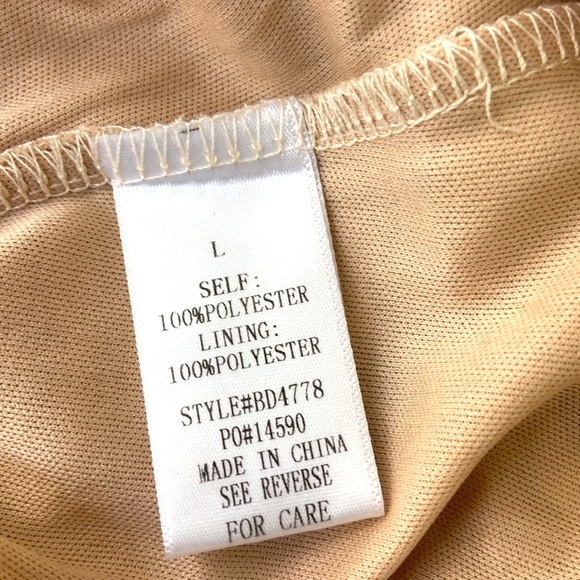 L
SELF:
100%POLYESTER
LINING:
100%POLYESTER
STYLE#BD4778
PO#14590
MADE IN CHINA
SEE REVERSE
FOR CARE